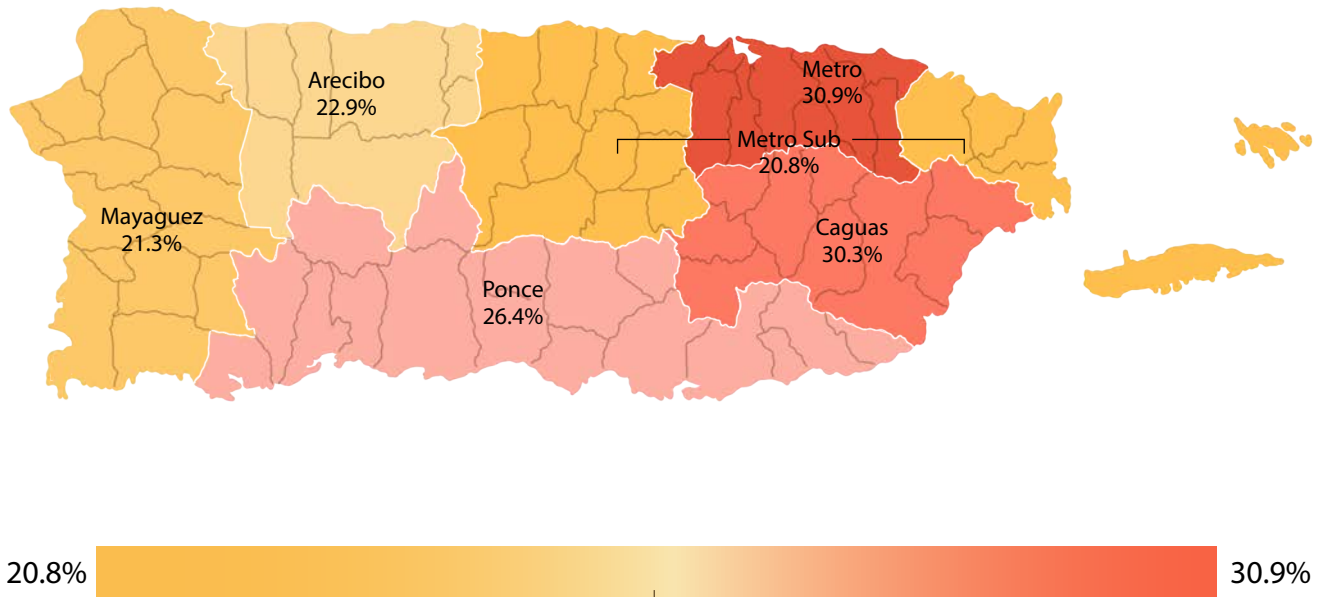 Arecibo
22.9%
Metro
30.9%
Metro Sub
20.8%
Mayaguez
21.3%
Caguas
30.3%
Ponce
26.4%
20.8%
30.9%